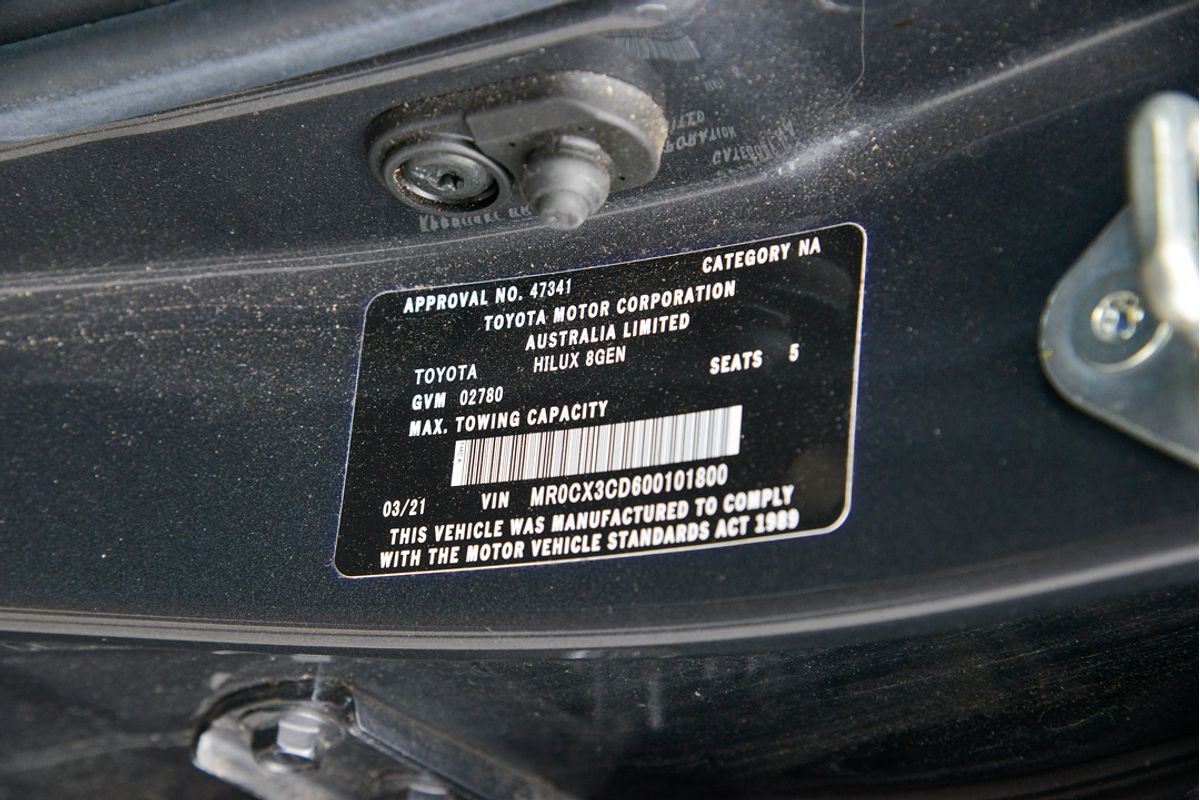 APPROVAL NO. 47341 CATEGORY NA
TOYOTA MOTOR CORPORATION
AUSTRALIA LIMITED
TOYOTA HILUX 8GEN SEATS 5
GVM 02780
MAX. TOWING CAPACITY
03/21 VIN MR0CX3CD600101800
THIS VEHICLE WAS MANUFACTURED TO COMPLY
WITH THE MOTOR VEHICLE STANDARDS ACT 1989